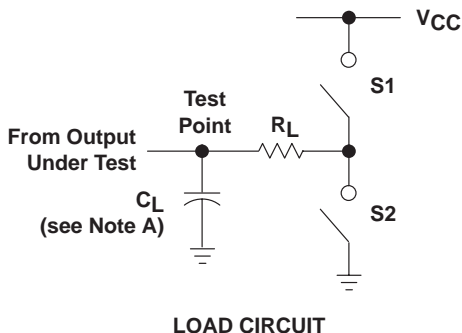 VCC
S1
Test
Point
RL
From Output
Under Test
CL
(see Note A)
S2
LOAD CIRCUIT